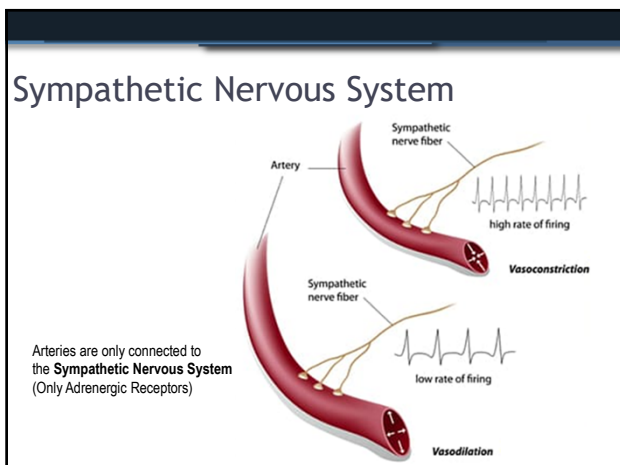 Sympathetic Nervous System
Sympathetic
nerve fiber
Artery
high rate of firing
Vasoconstriction
Sympathetic
nerve fiber
Arteries are only connected to
the Sympathetic Nervous System
(Only Adrenergic Receptors)
low rate of firing
Vasodilation